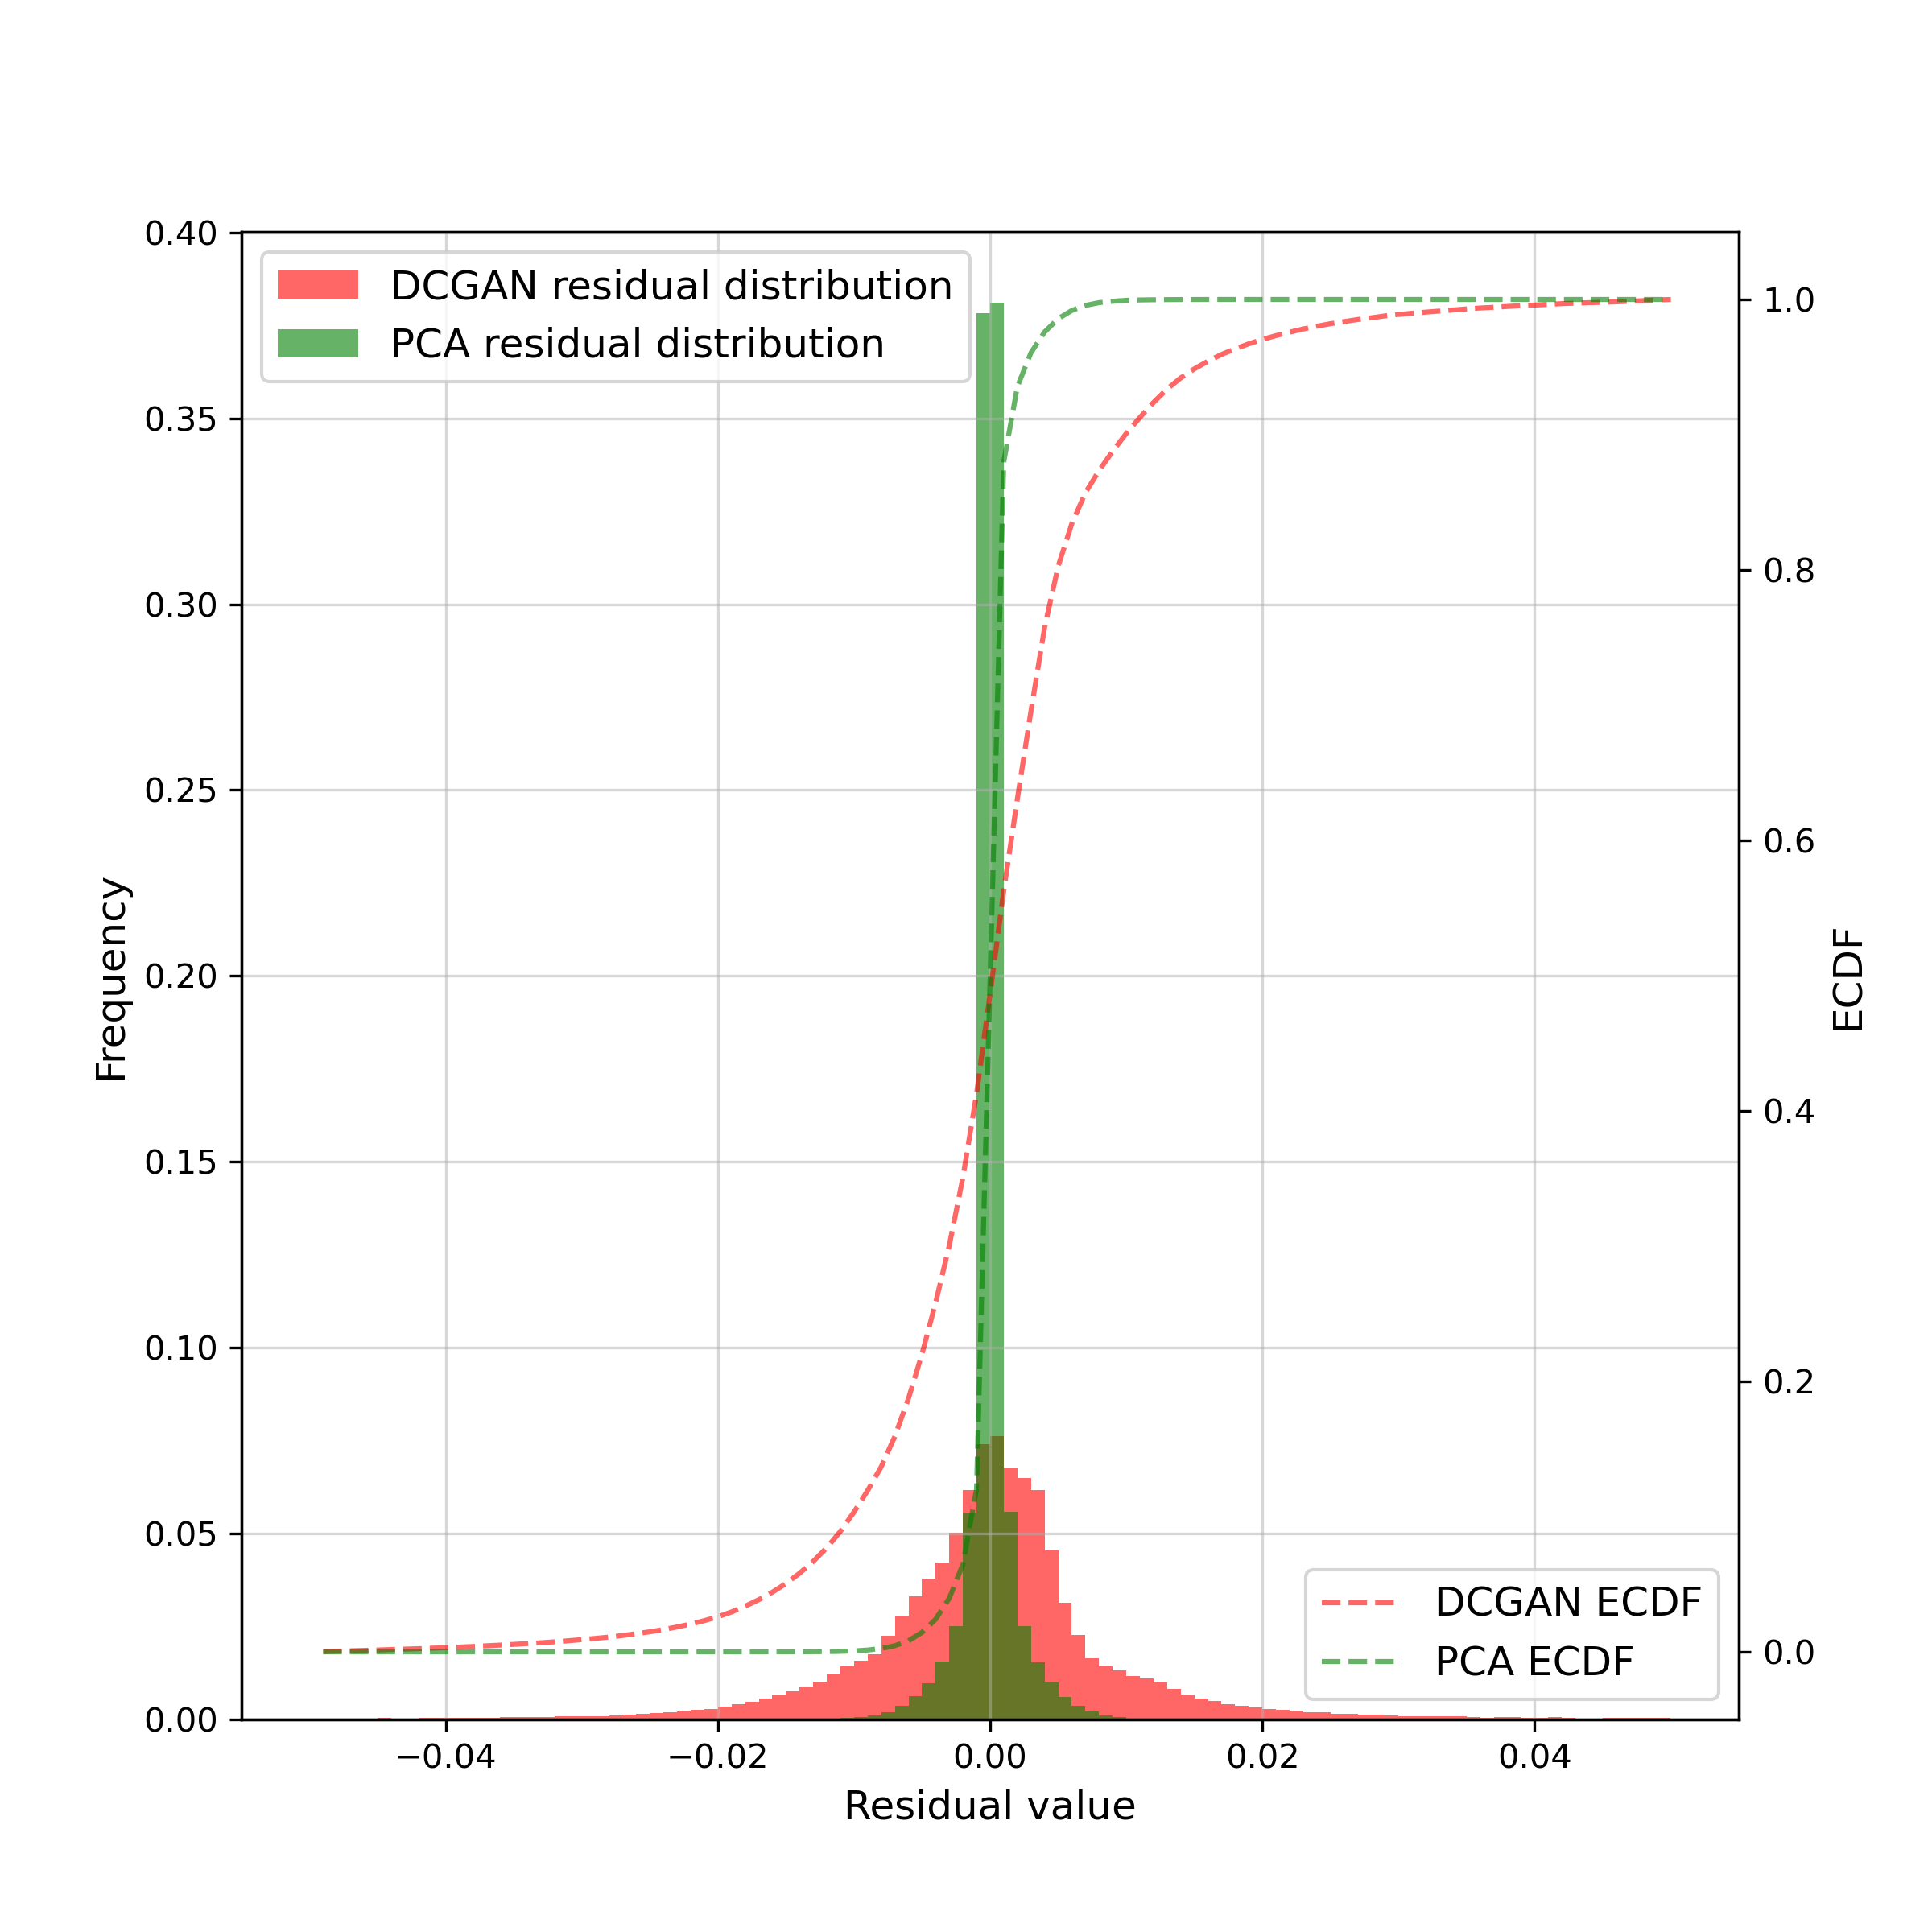 DCGAN residual distribution
PCA residual distribution
0.40
0.35
0.30
0.25
0.20
0.15
0.10
0.05
0.00
Frequency
1.0
0.8
0.6
0.4
0.2
0.0
ECDF
DCGAN ECDF
PCA ECDF
−0.04
−0.02
0.00
0.02
0.04
Residual value